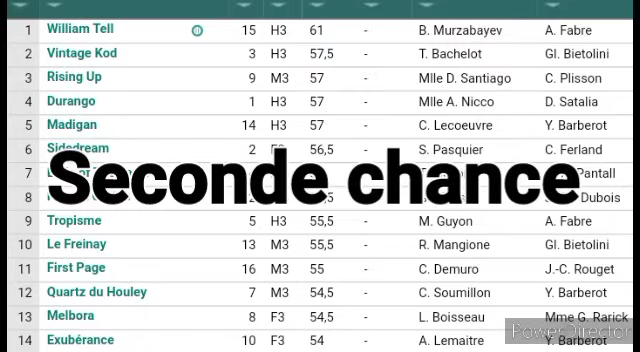 1 William Tell 15 H3 61 - B. Murzabayev A. Fabre
2 Vintage Kod 3 H3 57,5 - T. Bachelot Gl. Bietolini
3 Rising Up 9 M3 57 - Mlle D. Santiago C. Plisson
4 Durango 1 H3 57 - Mlle A. Nicco D. Satalia
5 Madigan 14 H3 57 - C. Lecoeuvre Y. Barberot
6 Sidedream 2 56,5 - S. Pasquier C. Ferland
Seconde chance
7 Pantall
8 Dubois
9 Tropisme 5 H3 55,5 - M. Guyon A. Fabre
10 Le Freinay 13 M3 55,5 - R. Mangione Gl. Bietolini
11 First Page 16 M3 55 - C. Demuro J.-C. Rouget
12 Quartz du Houley 7 M3 54,5 - C. Soumillon Y. Barberot
13 Melbora 8 F3 54,5 - L. Boisseau Mme G. Rarick
PowerDirector
14 Exubérance 10 F3 54 - A. Lemaitre Y. Barberot